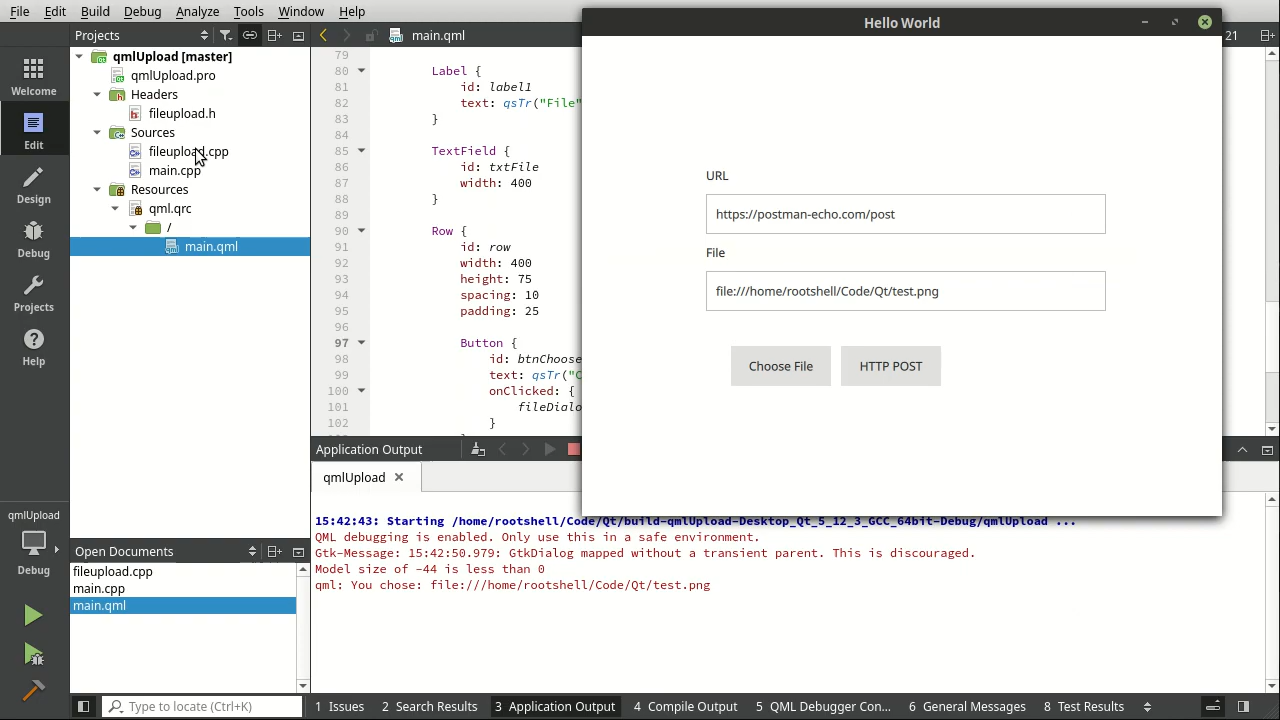 File Edit Build Debug Analyze Tools Window Help
Projects
qmlUpload [master]
qmlUpload.pro
Headers
fileupload.h
Sources
fileupload.cpp
main.cpp
Resources
qml.qrc
/
main.qml
Welcome
Edit
Design
Debug
Projects
Help
qmlUpload
Debug
Open Documents
fileupload.cpp
main.cpp
main.qml
main.qml
21
79
80 Label {
81 id: label1
82 text: qsTr("File"
83 }
84
85 TextField {
86 id: txtFile
87 width: 400
88 }
89
90 Row {
91 id: row
92 width: 400
93 height: 75
94 spacing: 10
95 padding: 25
96
97 Button {
98 id: btnChoose
99 text: qsTr("C
100 onClicked: {
101 fileDialo
102 }
Hello World
URL
https://postman-echo.com/post
File
file:///home/rootshell/Code/Qt/test.png
Choose File HTTP POST
Application Output
qmlUpload
15:42:43: Starting /home/rootshell/Code/Qt/build-qmlUpload-Desktop_Qt_5_12_3_GCC_64bit-Debug/qmlUpload ...
QML debugging is enabled. Only use this in a safe environment.
Gtk-Message: 15:42:50.979: GtkDialog mapped without a transient parent. This is discouraged.
Model size of -44 is less than 0
qml: You chose: file:///home/rootshell/Code/Qt/test.png
Type to locate (Ctrl+K) 1 Issues 2 Search Results 3 Application Output 4 Compile Output 5 QML Debugger Con... 6 General Messages 8 Test Results